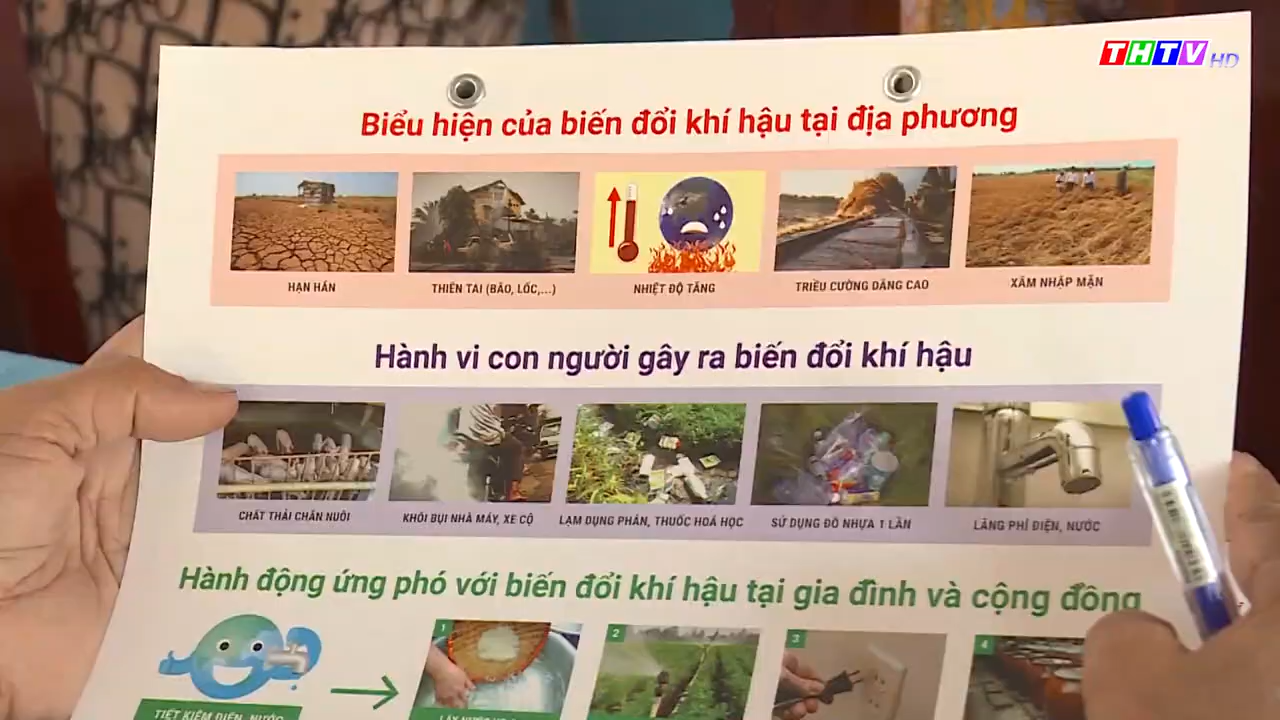 THTV HD
Biểu hiện của biến đổi khí hậu tại địa phương
HẠN HÁN
THIÊN TAI (BÃO, LỐC,...)
NHIỆT ĐỘ TĂNG
TRIỀU CƯỜNG DÂNG CAO
XÂM NHẬP MẶN
Hành vi con người gây ra biến đổi khí hậu
CHẤT THẢI CHĂN NUÔI
KHÓI BỤI NHÀ MÁY, XE CỘ
LẠM DỤNG PHÂN, THUỐC HOÁ HỌC
SỬ DỤNG ĐỒ NHỰA 1 LẦN
LÃNG PHÍ ĐIỆN, NƯỚC
Hành động ứng phó với biến đổi khí hậu tại gia đình và cộng đồng
1
2
3
4
TIẾT KIỆM ĐIỆN, NƯỚC